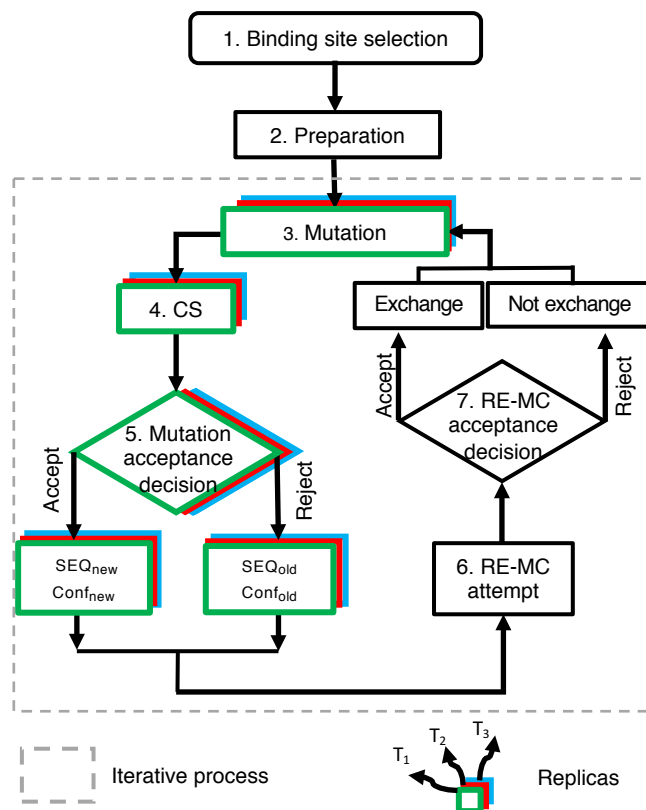 1. Binding site selection
2. Preparation
3. Mutation
4. CS
Exchange
Not exchange
Accept
Reject
5. Mutation
acceptance
decision
7. RE-MC
acceptance
decision
Accept
Reject
SEQnew
Confnew
SEQold
Confold
6. RE-MC
attempt
Iterative process
T1
T2
T3
Replicas